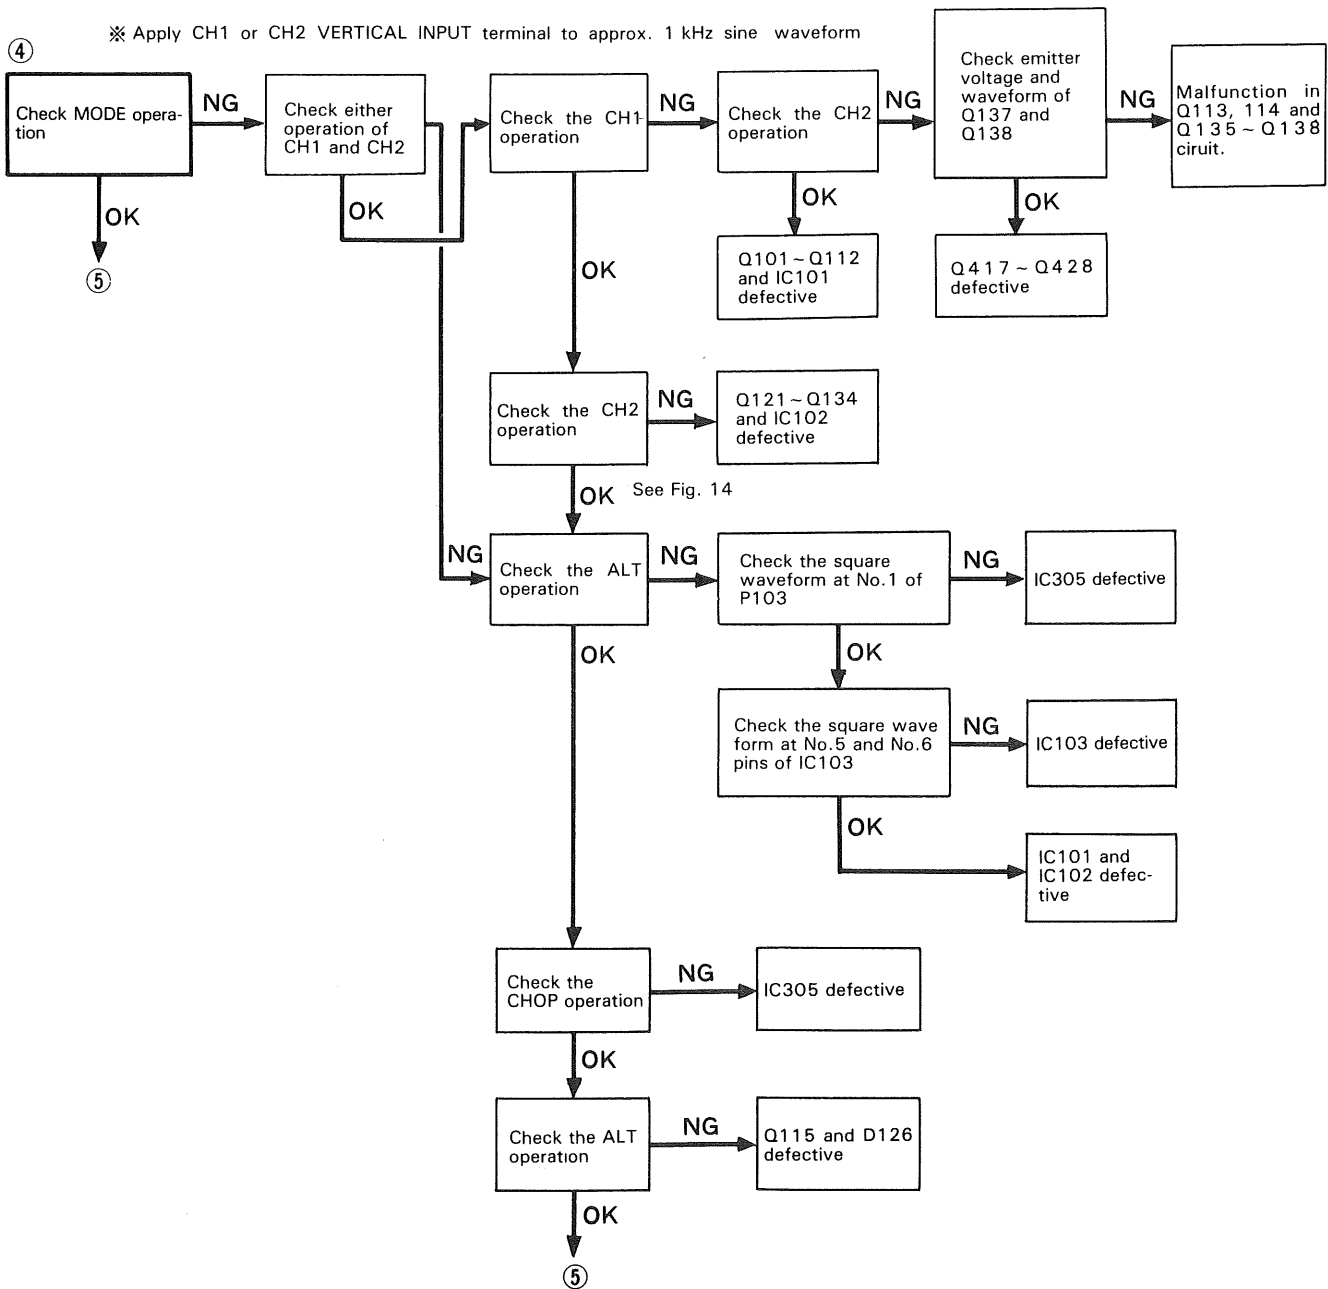 ※ Apply CH1 or CH2 VERTICAL INPUT terminal to approx. 1 kHz sine waveform
④
Check MODE opera-
tion
NG
OK
⑤
Check either
operation of
CH1 and CH2
OK
NG
Check the CH1
operation
NG
OK
Check the CH2
operation
NG
OK
Q101~Q112
and IC101
defective
Check emitter
voltage and
waveform of
Q137 and
Q138
NG
OK
Q417~Q428
defective
Malfunction in
Q113, 114 and
Q135~Q138
ciruit.
Check the CH2
operation
NG
Q121~Q134
and IC102
defective
OK
See Fig. 14
Check the ALT
operation
NG
OK
Check the square
waveform at No.1 of
P103
NG
IC305 defective
OK
Check the square wave
form at No.5 and No.6
pins of IC103
NG
IC103 defective
OK
IC101 and
IC102 defec-
tive
Check the
CHOP operation
NG
IC305 defective
OK
Check the ALT
operation
NG
Q115 and D126
defective
OK
⑤